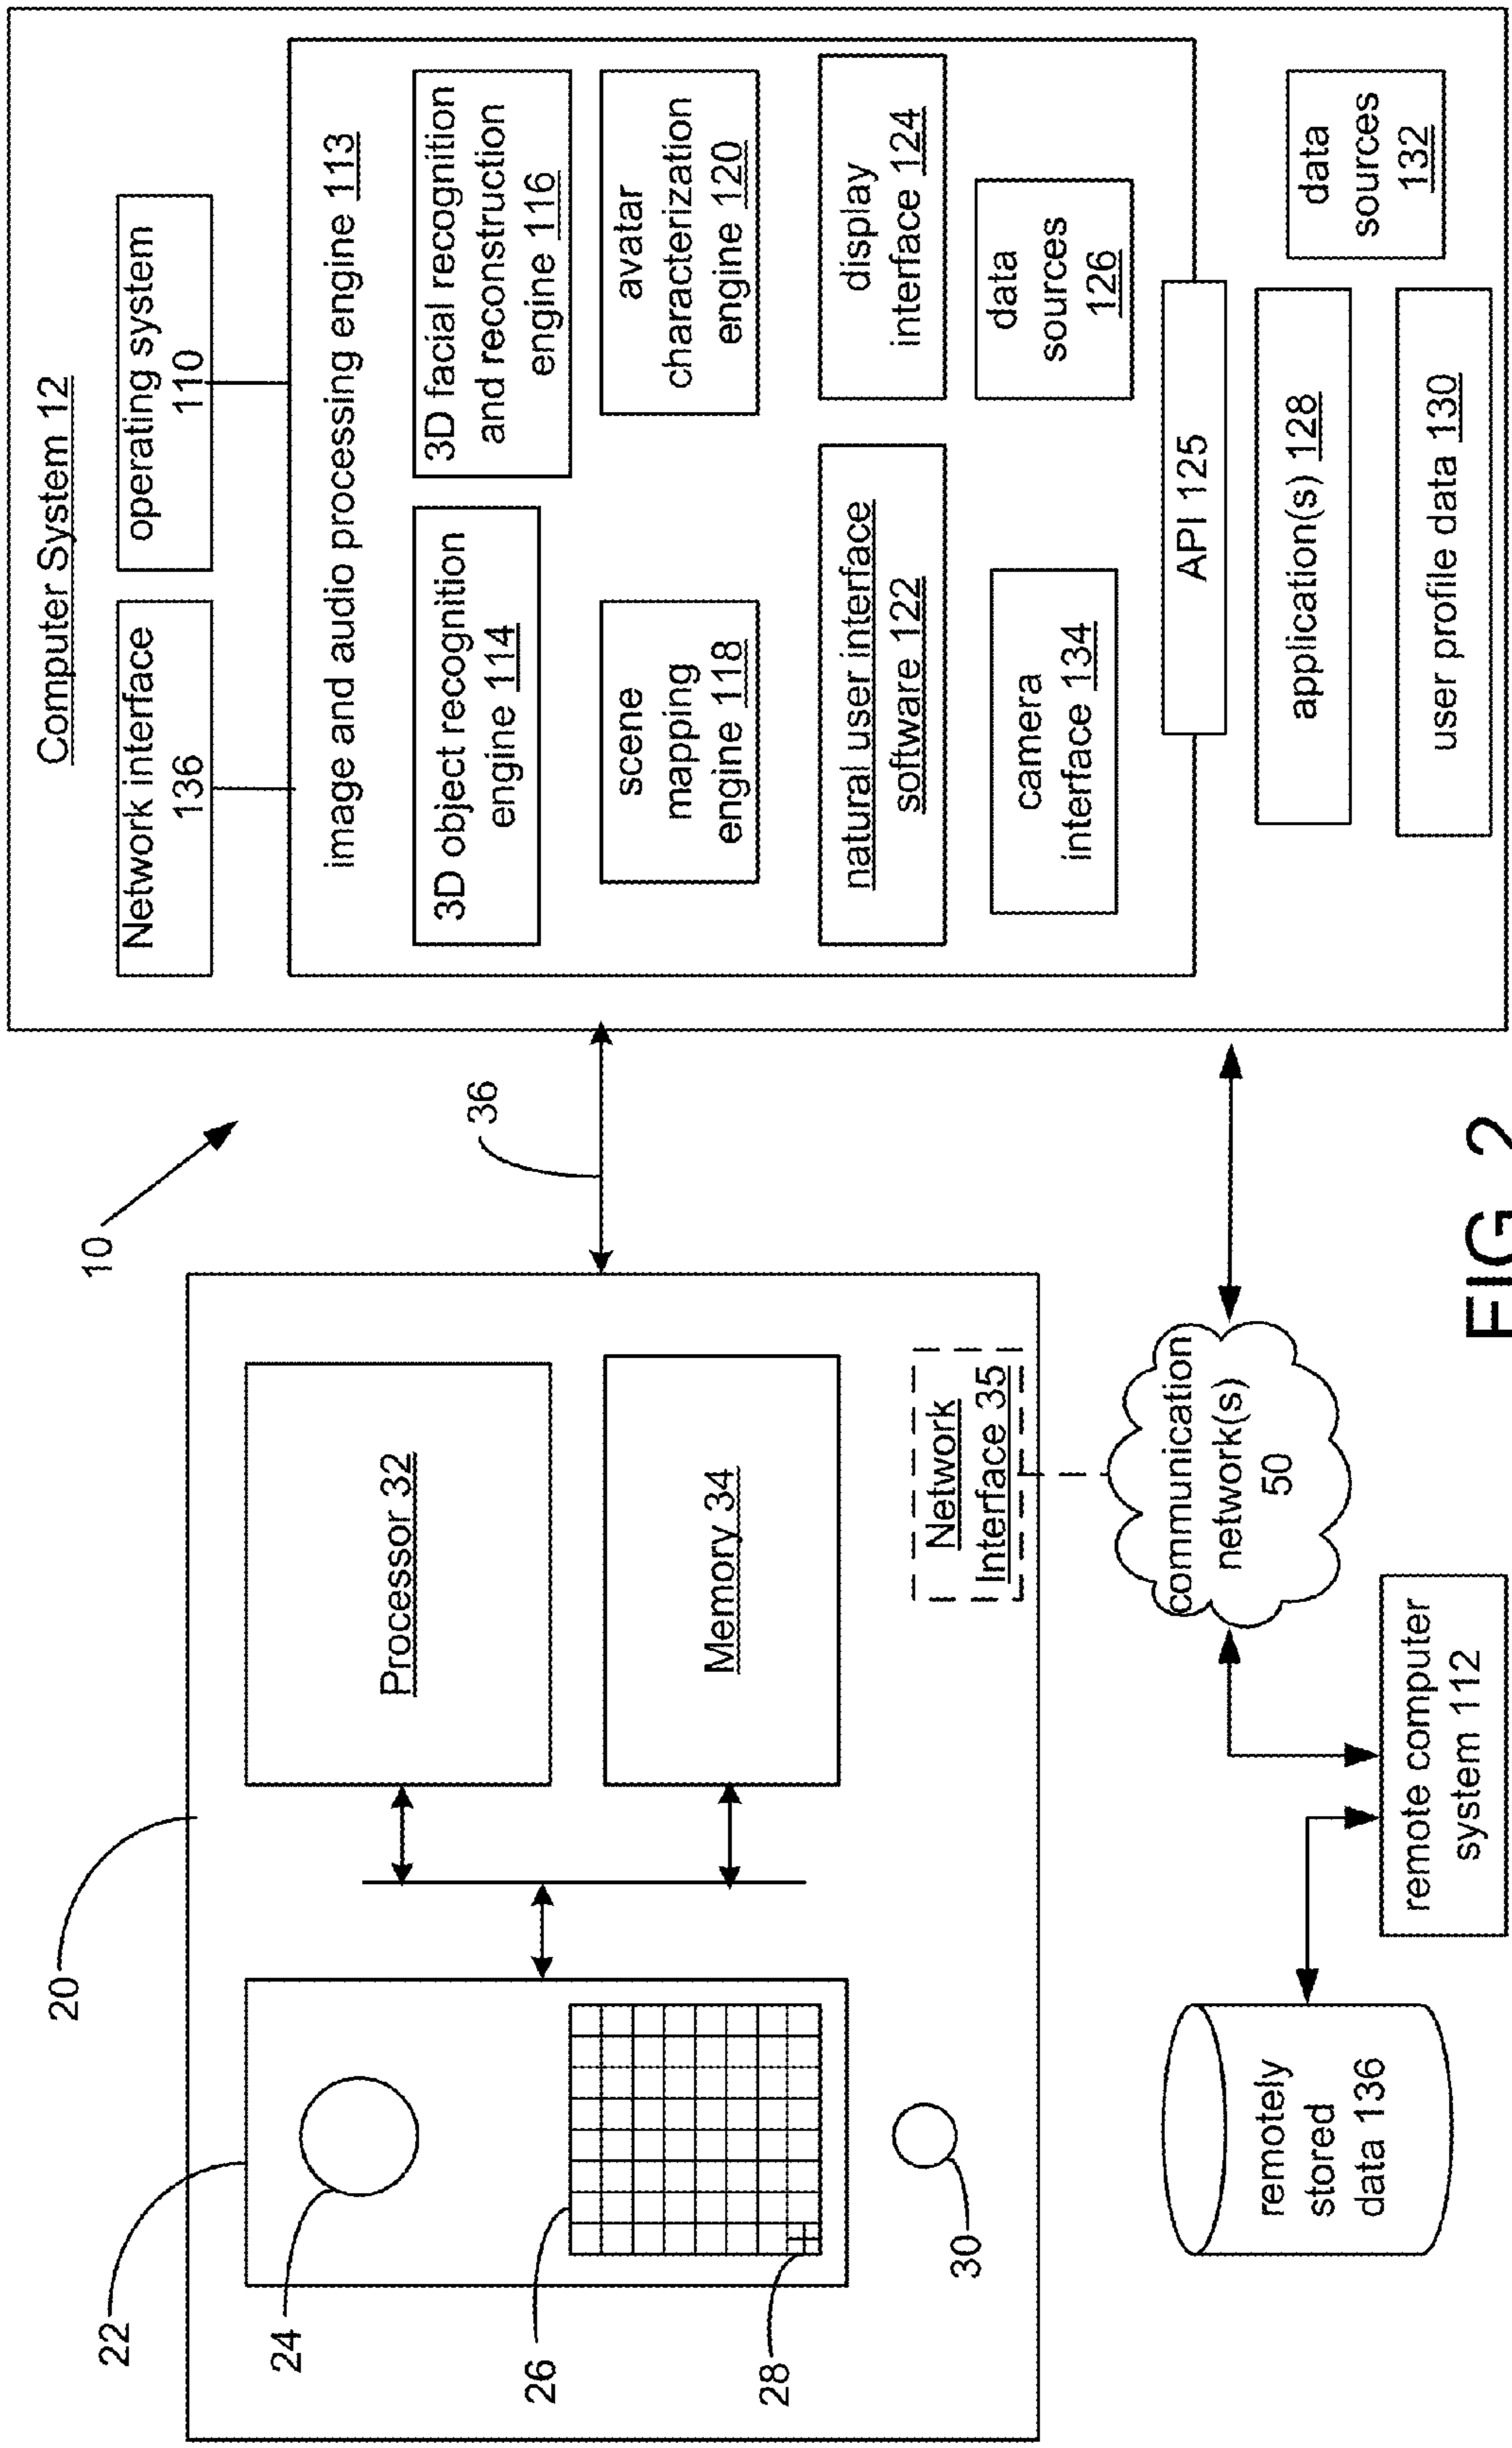 20
22
24
26
28
30
Processor 32
Memory 34
Network
Interface 35
10
36
communication
network(s)
50
remotely
stored
data 136
remote computer
system 112
Computer System 12
Network interface
136
operating system
110
image and audio processing engine 113
3D object recognition
engine 114
3D facial recognition
and reconstruction
engine 116
scene
mapping
engine 118
avatar
characterization
engine 120
natural user interface
software 122
display
interface 124
camera
interface 134
data
sources
126
API 125
application(s) 128
user profile data 130
data
sources
132
FIG. 2